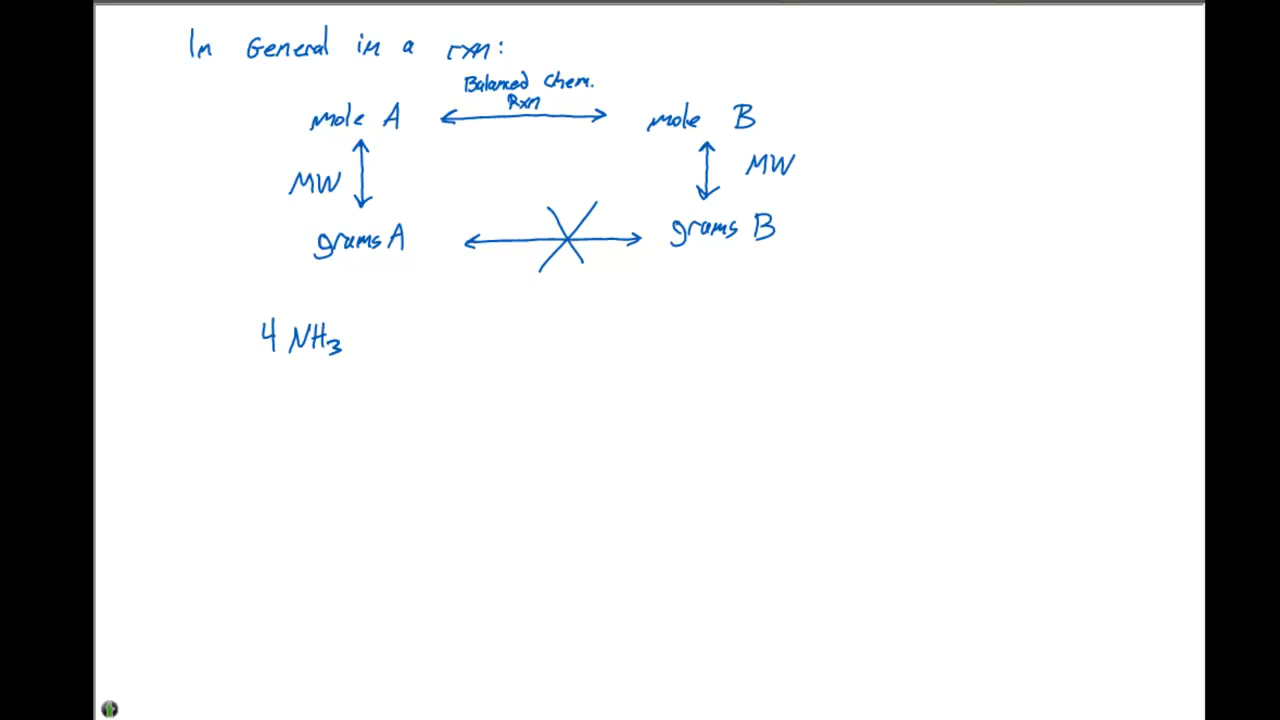 In General in a rxn:
Balanced Chem.
Rxn
mole A mole B
MW MW
grams A grams B
4 NH₃